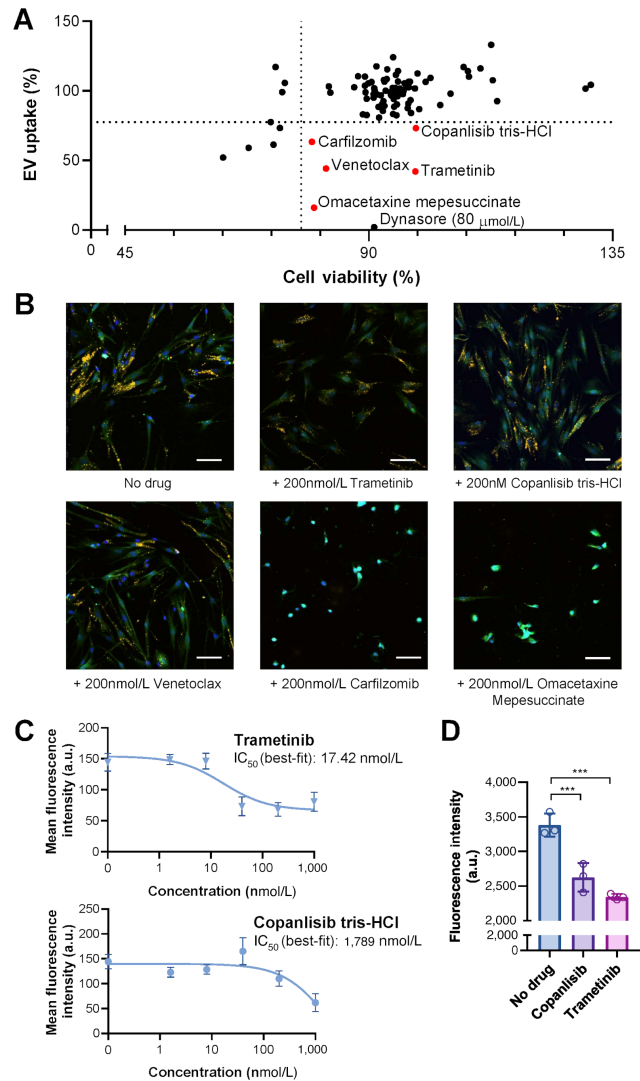 A
EV uptake (%)
150
100
50
0
Carfilzomib
Copanlisib tris-HCl
Venetoclax
Trametinib
Omacetaxine mepesuccinate
Dynasore (80 μmol/L)
0
45
90
135
Cell viability (%)
B
No drug
+ 200nmol/L Trametinib
+ 200nM Copanlisib tris-HCl
+ 200nmol/L Venetoclax
+ 200nmol/L Carfilzomib
+ 200nmol/L Omacetaxine
Mepesuccinate
C
Mean fluorescence
intensity (a.u.)
200
150
100
50
0
Trametinib
IC50 (best-fit): 17.42 nmol/L
0
1
10
100
1,000
Concentration (nmol/L)
Mean fluorescence
intensity (a.u.)
200
150
100
50
0
Copanlisib tris-HCl
IC50 (best-fit): 1,789 nmol/L
0
1
10
100
1,000
Concentration (nmol/L)
D
Fluorescence intensity
(a.u.)
4,000
3,500
3,000
2,500
2,000
2,000
0
***
***
No drug
Copanlisib
Trametinib